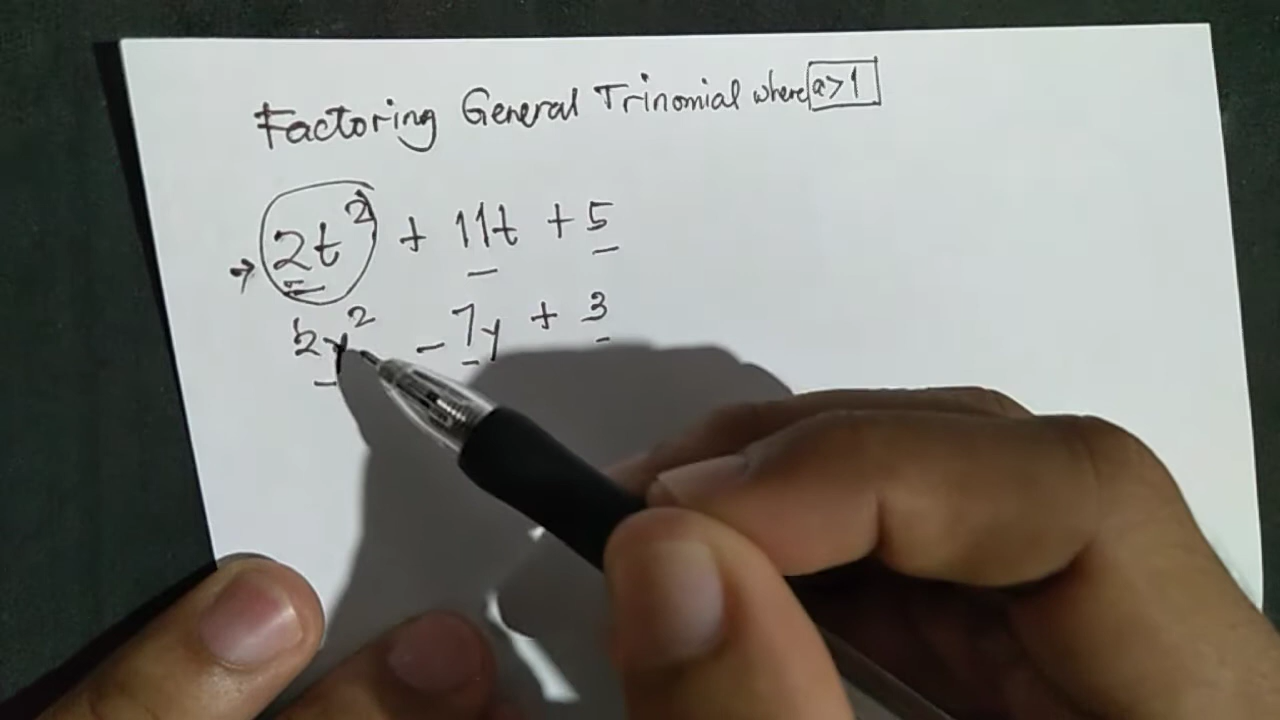 Factoring General Trinomial where a>1
→ 2t² + 11t + 5
2y² - 7y + 3